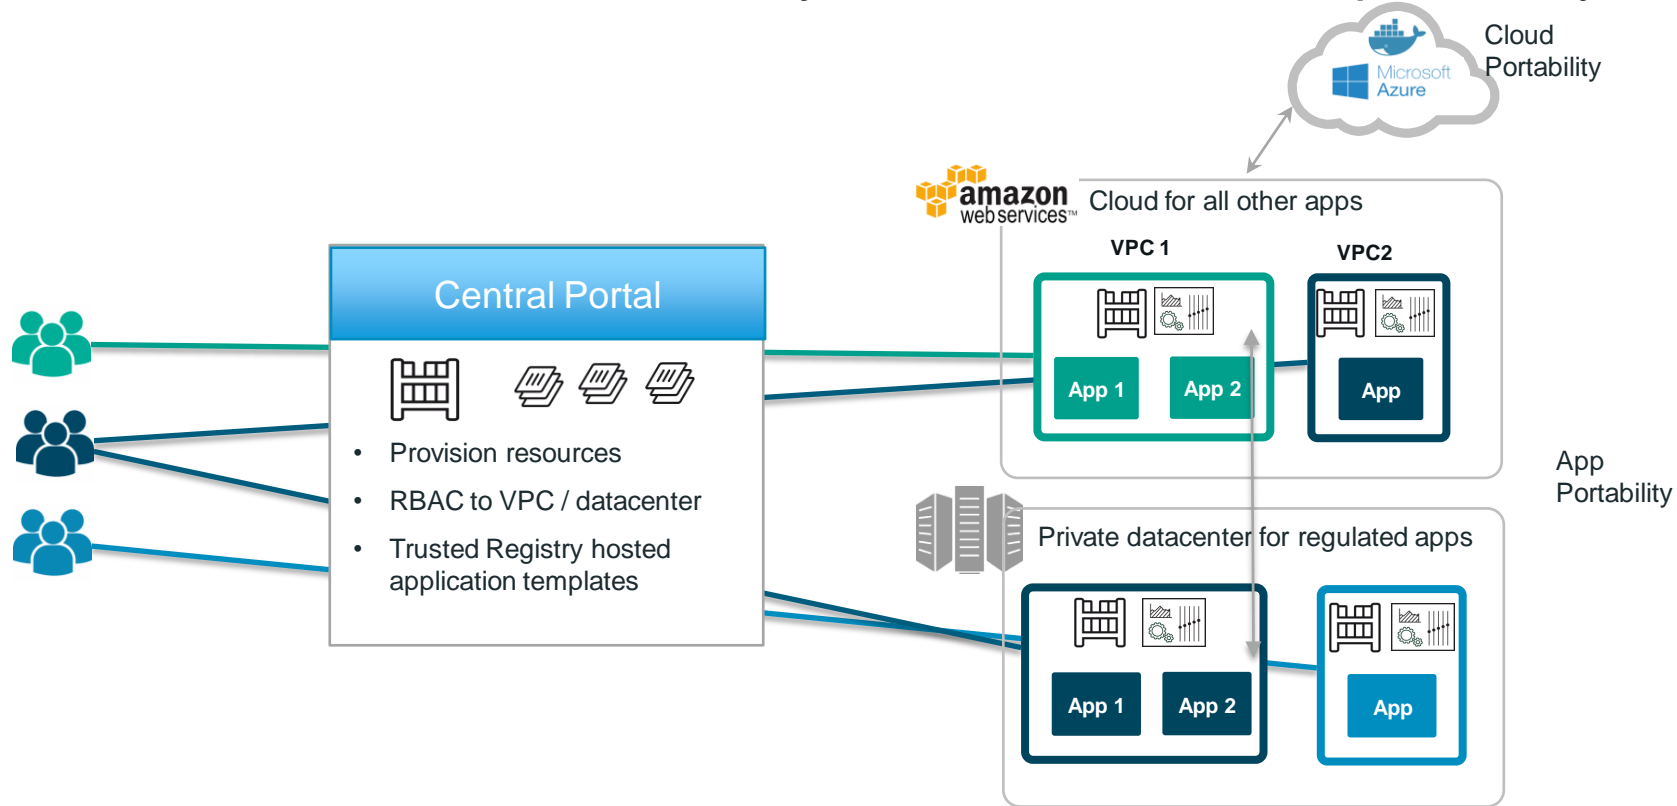 Cloud
Portability
Microsoft
Azure
amazon
web services™
Cloud for all other apps
VPC 1
VPC2
Central Portal
App 1
App 2
App
• Provision resources
• RBAC to VPC / datacenter
• Trusted Registry hosted
application templates
App
Portability
Private datacenter for regulated apps
App 1
App 2
App